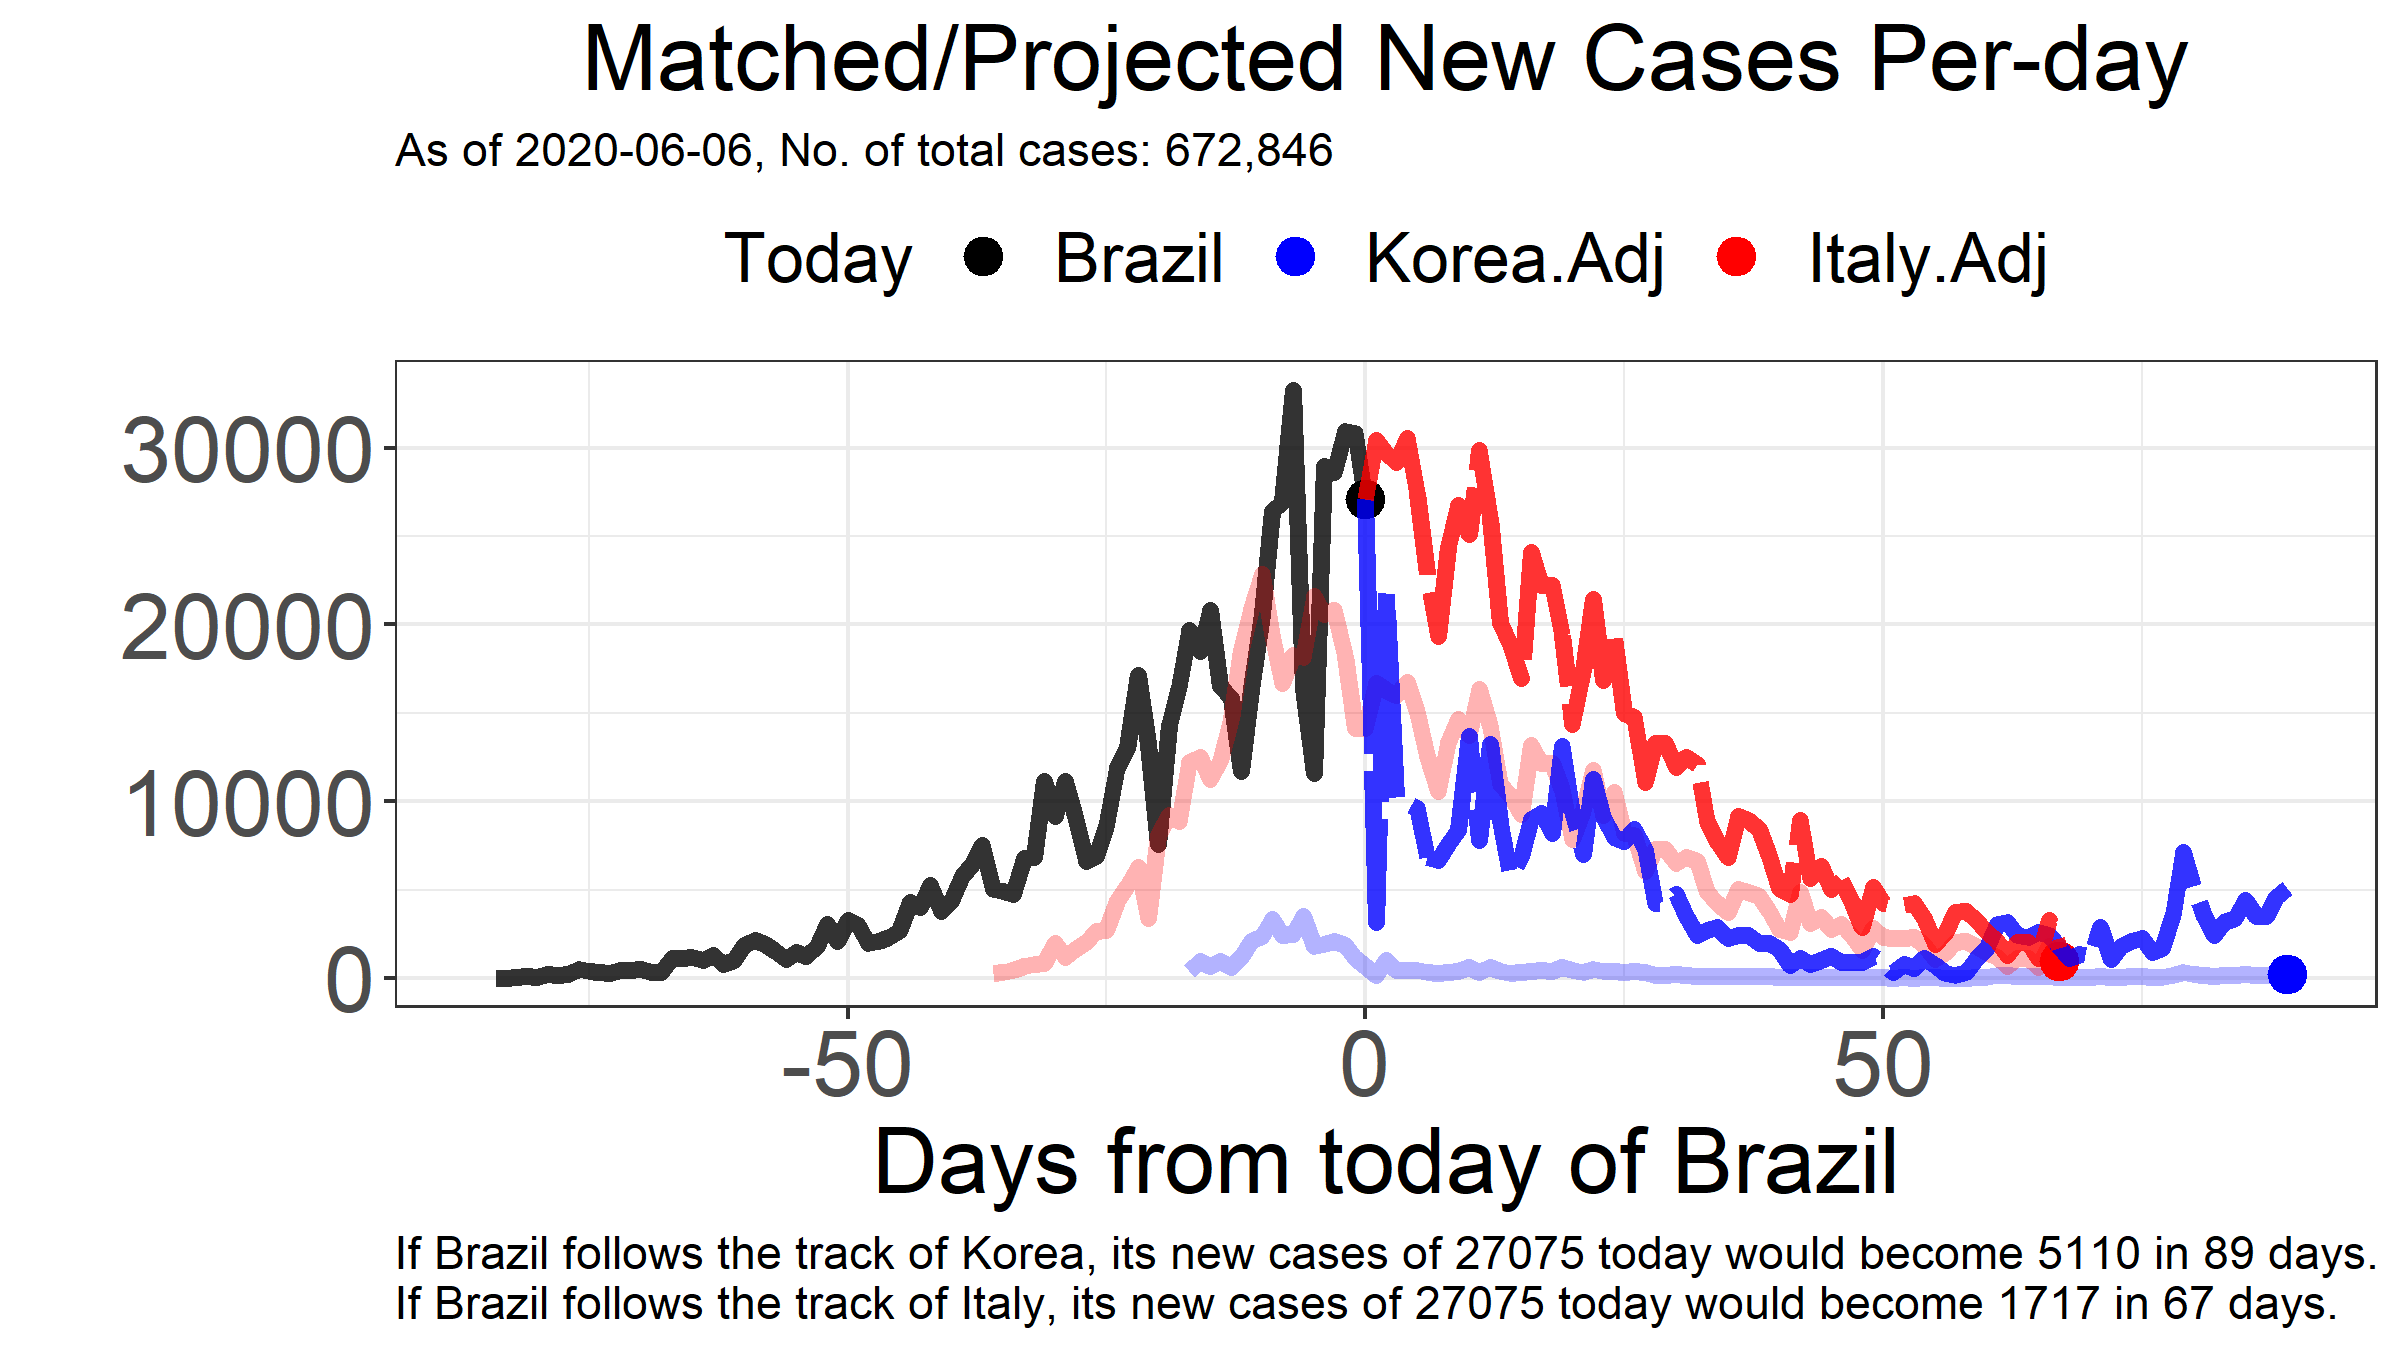 Matched/Projected New Cases Per-day
As of 2020-06-06, No. of total cases: 672,846
Today Brazil Korea.Adj Italy.Adj
30000
20000
10000
0
-50 0 50
Days from today of Brazil
If Brazil follows the track of Korea, its new cases of 27075 today would become 5110 in 89 days.
If Brazil follows the track of Italy, its new cases of 27075 today would become 1717 in 67 days.